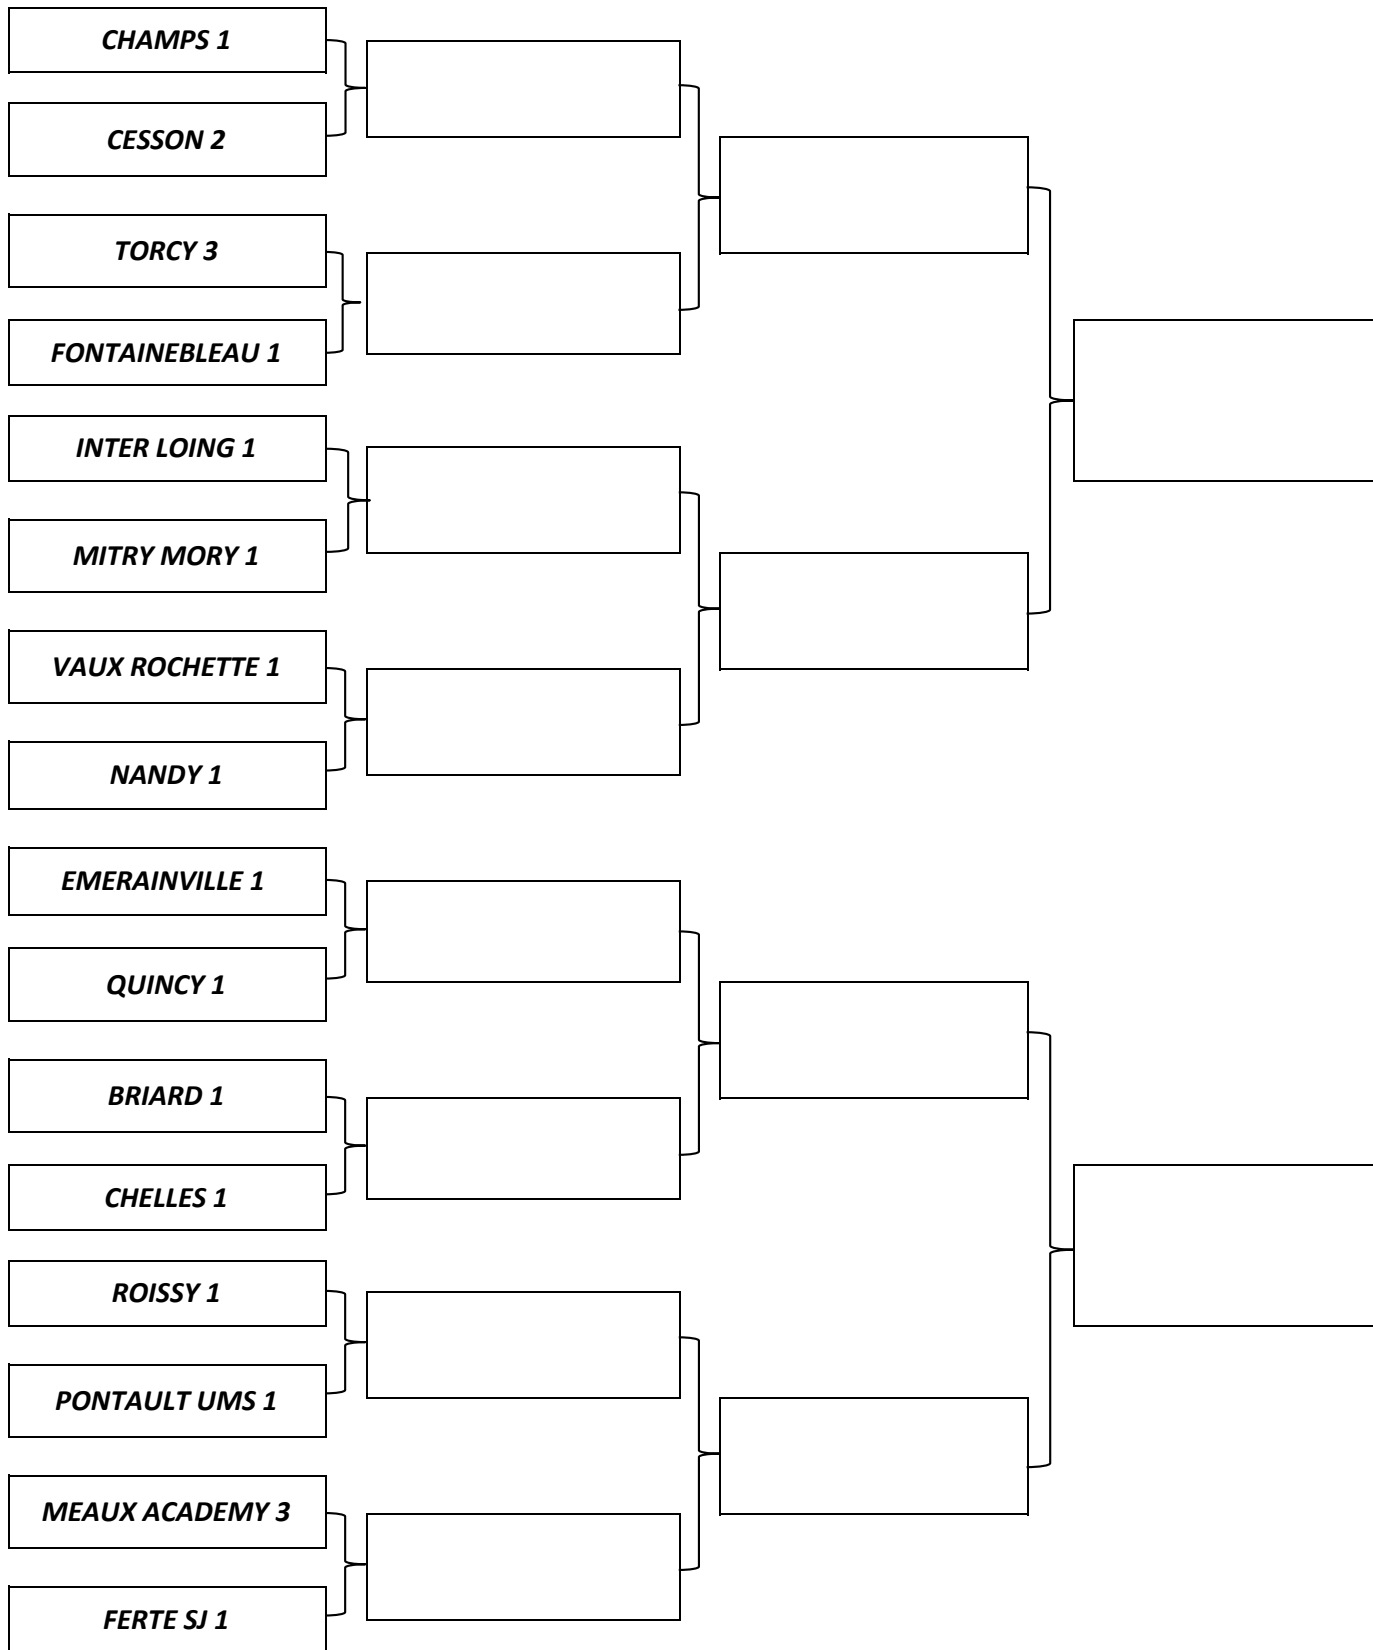 CHAMPS 1
CESSON 2
TORCY 3
FONTAINEBLEAU 1
INTER LOING 1
MITRY MORY 1
VAUX ROCHETTE 1
NANDY 1
EMERAINVILLE 1
QUINCY 1
BRIARD 1
CHELLES 1
ROISSY 1
PONTAULT UMS 1
MEAUX ACADEMY 3
FERTE SJ 1